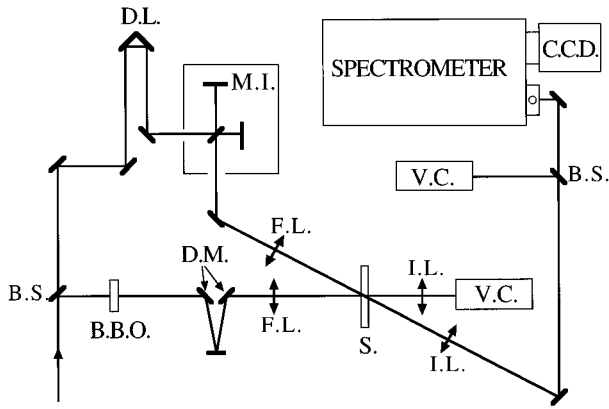 D.L.
M.I.
SPECTROMETER
C.C.D.
V.C.
B.S.
F.L.
D.M.
I.L.
B.S.
V.C.
B.B.O.
F.L.
S.
I.L.